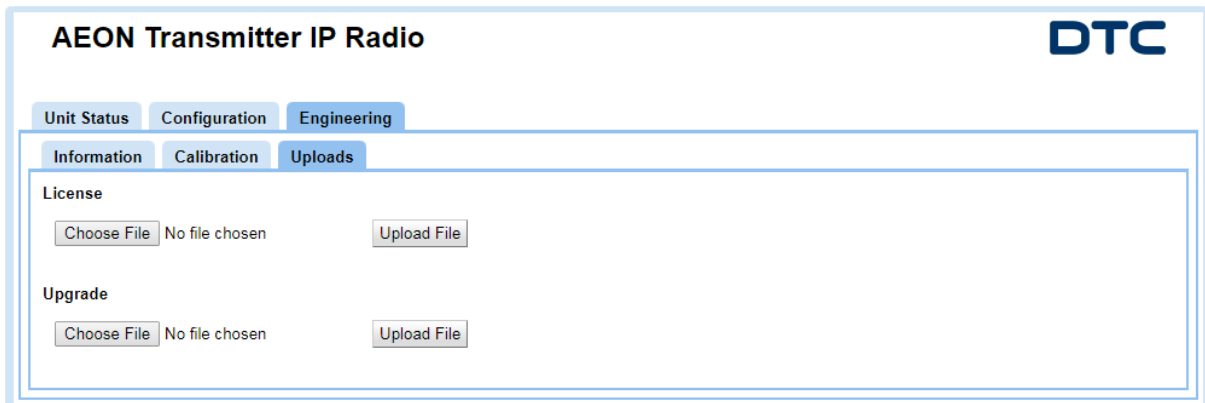 AEON Transmitter IP Radio DTC
Unit Status Configuration Engineering
Information Calibration Uploads
License
Choose File No file chosen Upload File
Upgrade
Choose File No file chosen Upload File